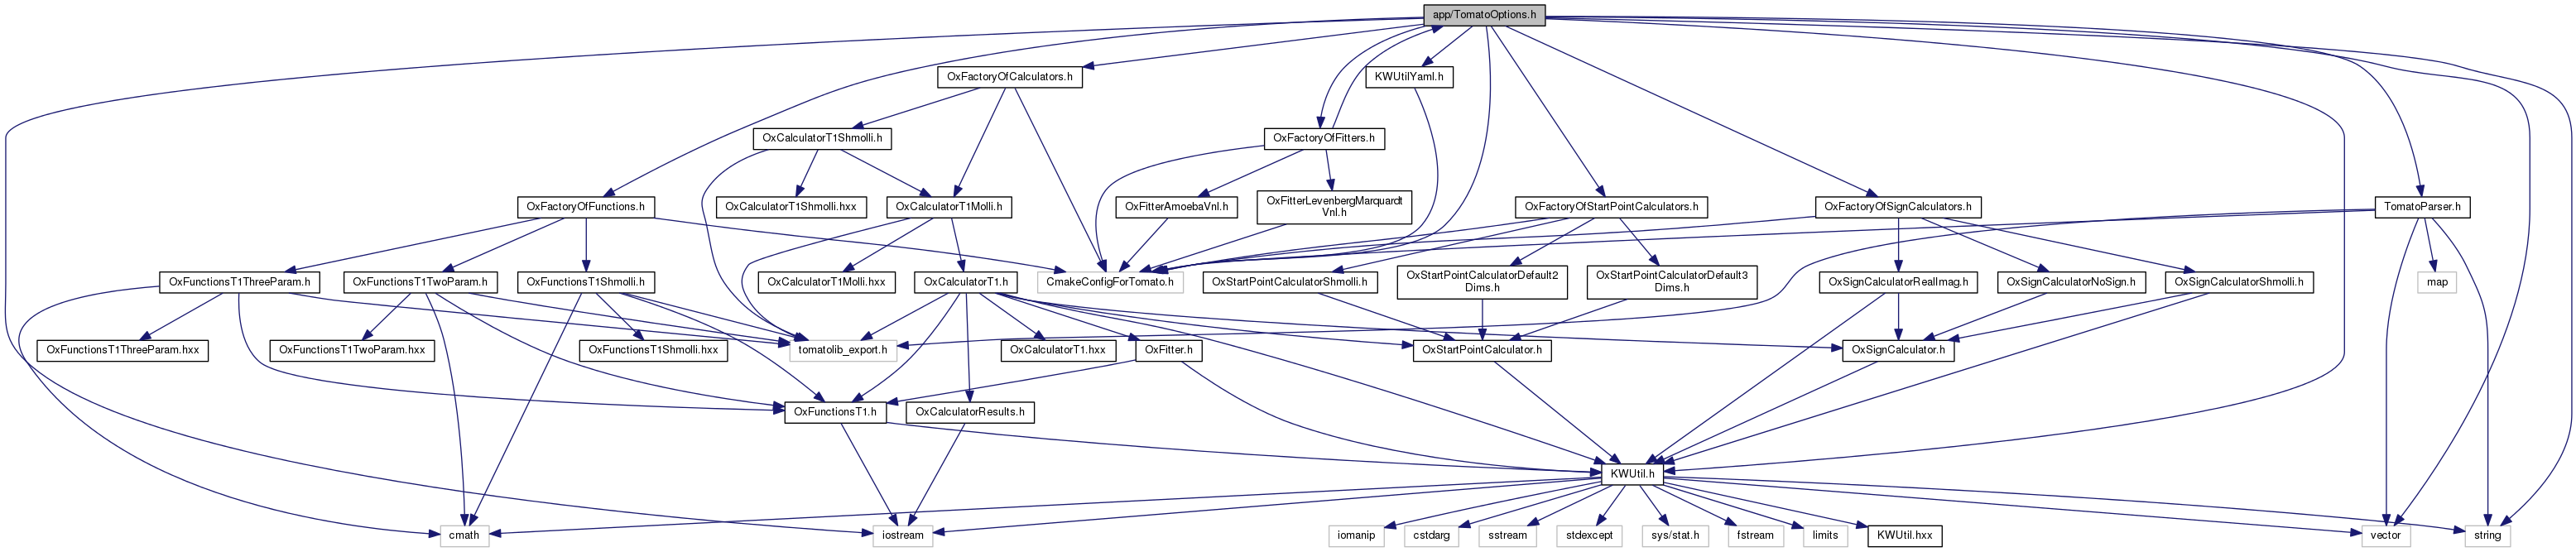 app/TomatoOptions.h
OxFactoryOfCalculators.h
KWUtilYaml.h
OxCalculatorT1Shmolli.h
OxFactoryOfFitters.h
OxFactoryOfFunctions.h
OxCalculatorT1Shmolli.hxx
OxCalculatorT1Molli.h
OxFitterAmoebaVnl.h
OxFitterLevenbergMarquardt
Vnl.h
OxFactoryOfStartPointCalculators.h
OxFactoryOfSignCalculators.h
TomatoParser.h
OxFunctionsT1ThreeParam.h
OxFunctionsT1TwoParam.h
OxFunctionsT1Shmolli.h
OxCalculatorT1Molli.hxx
OxCalculatorT1.h
CmakeConfigForTomato.h
OxStartPointCalculatorShmolli.h
OxStartPointCalculatorDefault2
Dims.h
OxStartPointCalculatorDefault3
Dims.h
OxSignCalculatorRealImag.h
OxSignCalculatorNoSign.h
OxSignCalculatorShmolli.h
map
OxFunctionsT1ThreeParam.hxx
OxFunctionsT1TwoParam.hxx
OxFunctionsT1Shmolli.hxx
tomatolib_export.h
OxCalculatorT1.hxx
OxFitter.h
OxStartPointCalculator.h
OxSignCalculator.h
OxFunctionsT1.h
OxCalculatorResults.h
KWUtil.h
cmath
iostream
iomanip
cstdarg
sstream
stdexcept
sys/stat.h
fstream
limits
KWUtil.hxx
vector
string